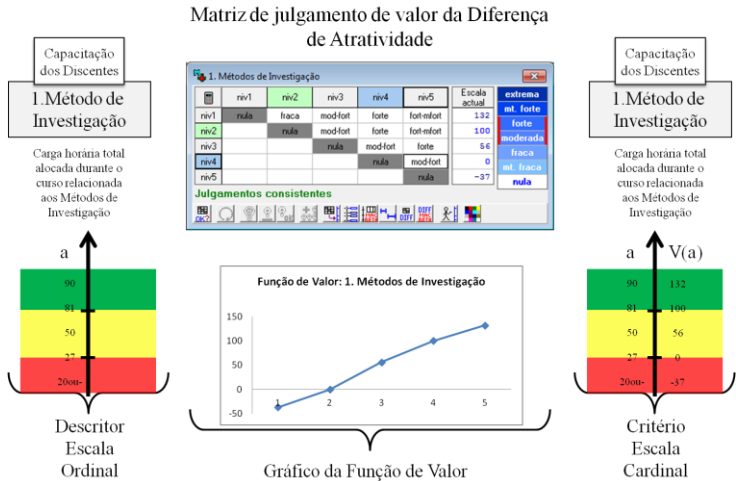 Matriz de julgamento de valor da Diferença
de Atratividade
Capacitação
dos Discentes
1.Método de
Investigação
Carga horária total
alocada durante o
curso relacionada
aos Métodos de
Investigação
a
90
81
50
27
20ou-
Descritor
Escala
Ordinal
1. Métodos de Investigação
niv1 niv2 niv3 niv4 niv5 Escala actual
niv1 nula fraca mod-fort forte fort-mfort 132
niv2 nula mod-fort forte forte 100
niv3 nula mod-fort forte 56
niv4 nula mod-fort 0
niv5 nula -37
extrema
mt. forte
forte
moderada
fraca
mt. fraca
nula
Julgamentos consistentes
OK?
DIFF
DIFF
Função de Valor: 1. Métodos de Investigação
150
100
50
0
-50
1 2 3 4 5
Gráfico da Função de Valor
Capacitação
dos Discentes
1.Método de
Investigação
Carga horária total
alocada durante o
curso relacionada
aos Métodos de
Investigação
a V(a)
90 132
81 100
50 56
27 0
20ou- -37
Critério
Escala
Cardinal